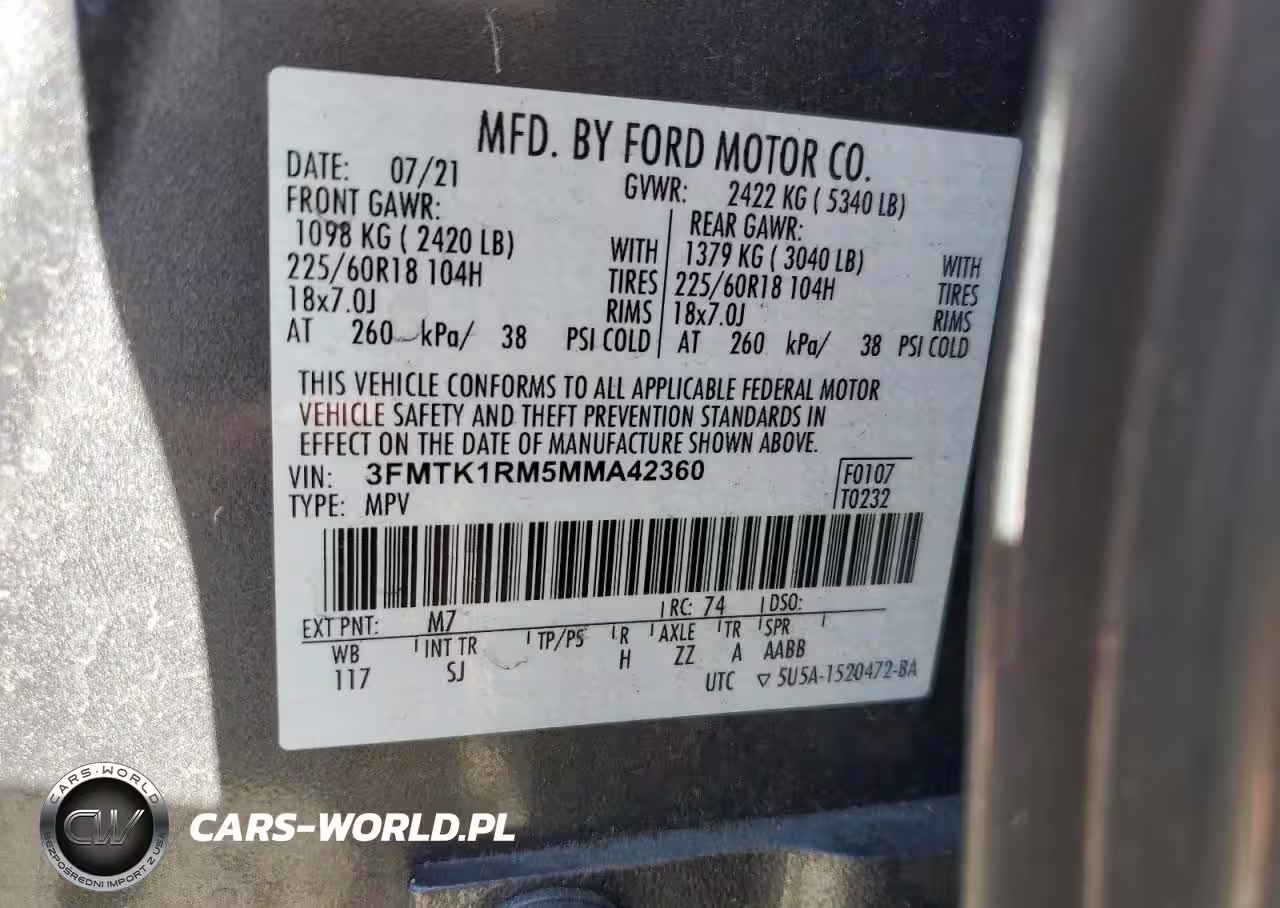 MFD. BY FORD MOTOR CO.
DATE: 07/21 GVWR: 2422 KG ( 5340 LB)
FRONT GAWR: REAR GAWR:
1098 KG ( 2420 LB) WITH 1379 KG ( 3040 LB) WITH
225/60R18 104H TIRES 225/60R18 104H TIRES
18x7.0J RIMS 18x7.0J RIMS
AT 260 kPa/ 38 PSI COLD AT 260 kPa/ 38 PSI COLD
THIS VEHICLE CONFORMS TO ALL APPLICABLE FEDERAL MOTOR
VEHICLE SAFETY AND THEFT PREVENTION STANDARDS IN
EFFECT ON THE DATE OF MANUFACTURE SHOWN ABOVE.
VIN: 3FMTK1RM5MMA42360 F0107
TYPE: MPV T0232
EXT PNT: M7 RC: 74 DSO:
WB INT TR TP/PS R AXLE TR SPR
117 SJ H ZZ A AABB
UTC ▽ 5U5A-1520472-BA
CARS-WORLD
CW
BEZPOŚREDNI IMPORT Z USA
CARS-WORLD.PL